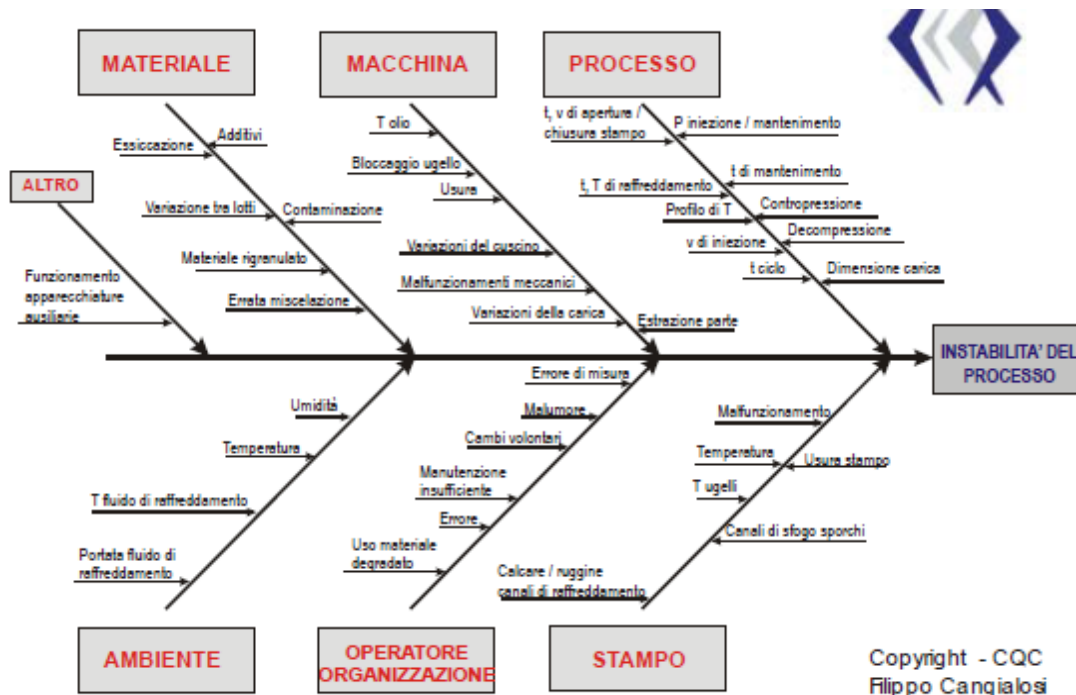 MATERIALE
MACCHINA
PROCESSO
T olio
t, v di apertura /
chiusura stampo
P iniezione / mantenimento
Additivi
Essiccazione
Bloccaggio ugello
t di mantenimento
ALTRO
Usura
t, T di raffreddamento
Contropressione
Variazione tra lotti
Contaminazione
Profilo di T
Decompressione
Variazioni del cuscino
v di iniezione
Materiale rigranulato
t ciclo
Dimensione carica
Funzionamento
apparecchiature
ausiliarie
Malfunzionamenti meccanici
Errata miscelazione
Variazioni della carica
Estrazione parte
INSTABILITA' DEL
PROCESSO
Errore di misura
Umidità
Malumore
Malfunzionamento
Temperatura
Cambi volontari
Temperatura
Usura stampo
Manutenzione
insufficiente
T ugelli
T fluido di raffreddamento
Errore
Canali di sfogo sporchi
Portata fluido di
raffreddamento
Uso materiale
degradato
Calcare / ruggine
canali di raffreddamento
AMBIENTE
OPERATORE
ORGANIZZAZIONE
STAMPO
Copyright - CQC
Filippo Cangialosi